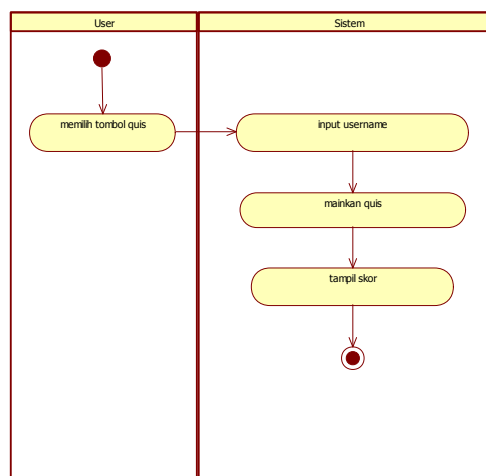 User
Sistem
memilih tombol quis
input username
mainkan quis
tampil skor